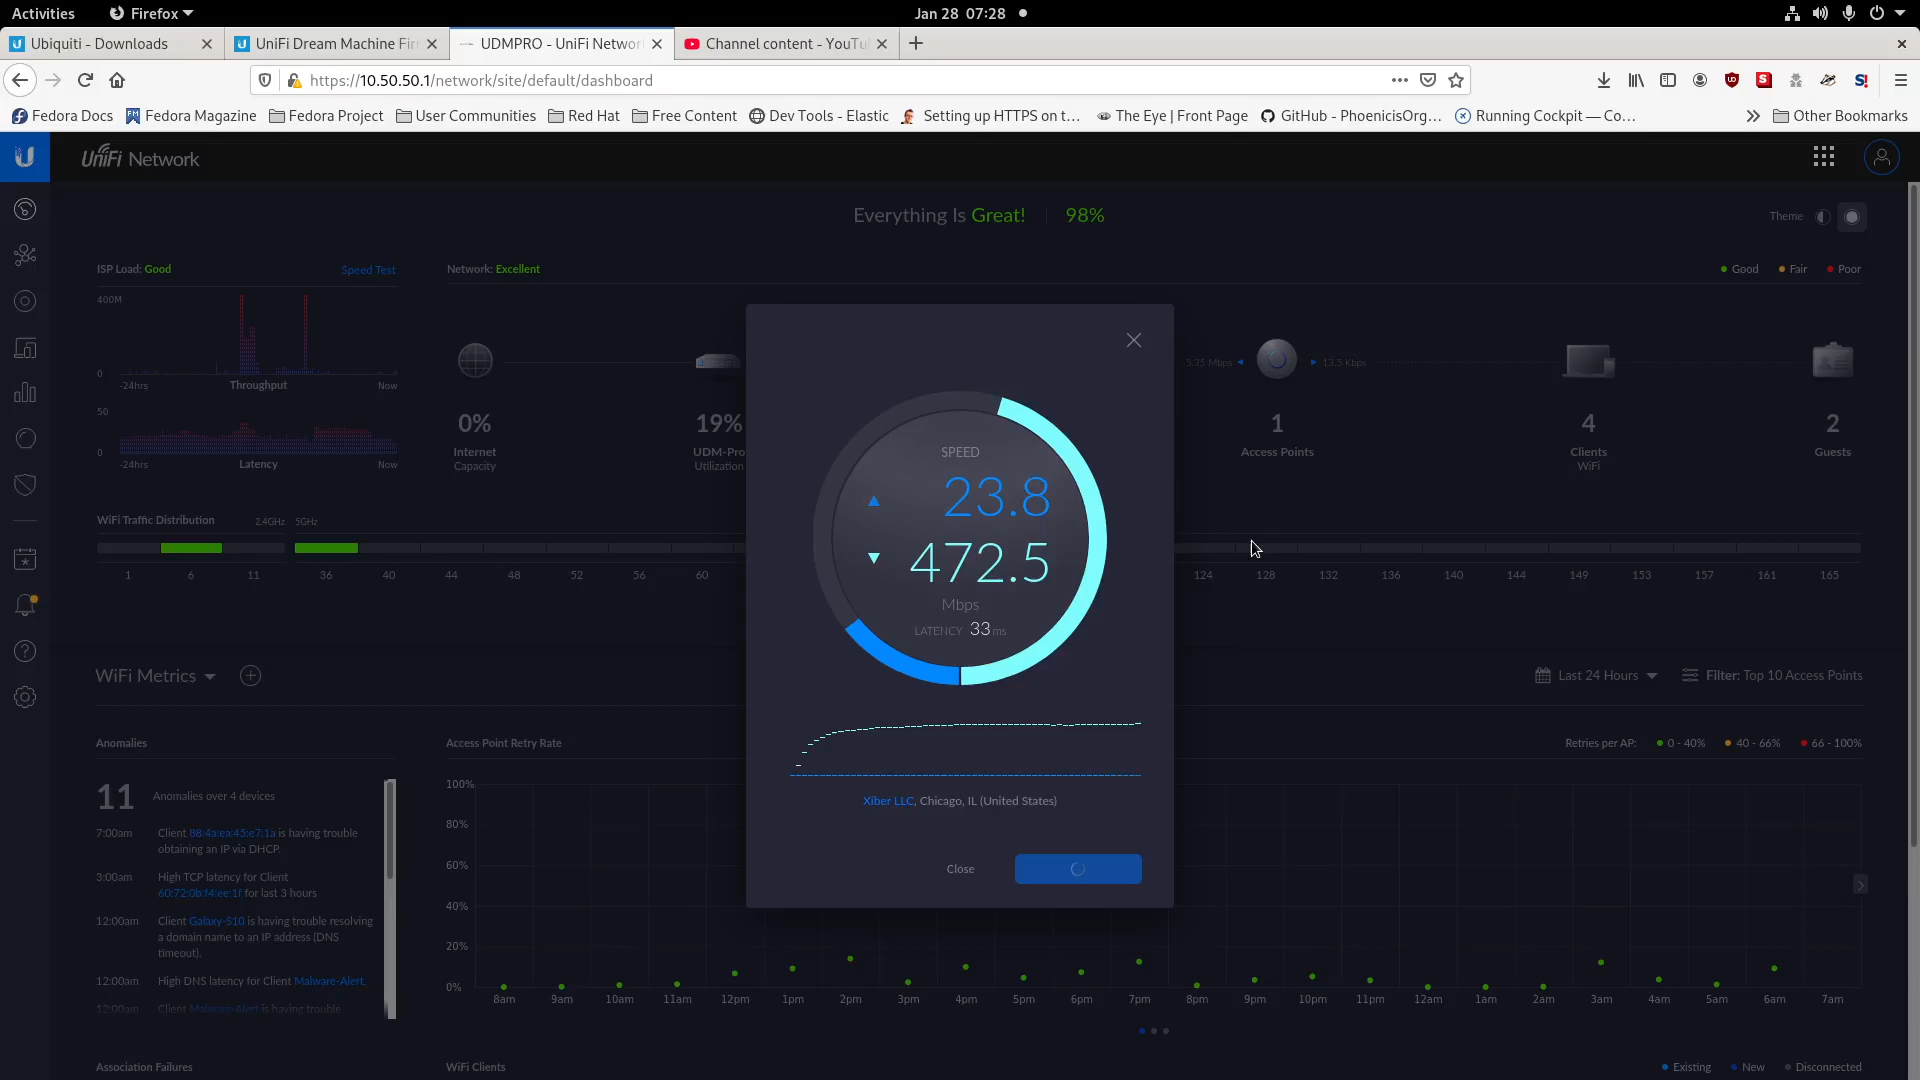 Activities
Firefox
Jan 28 07:28
Ubiquiti - Downloads
UniFi Dream Machine Fir
UDMPRO - UniFi Networ
Channel content - YouTu
https://10.50.50.1/network/site/default/dashboard
Fedora Docs
Fedora Magazine
Fedora Project
User Communities
Red Hat
Free Content
Dev Tools - Elastic
Setting up HTTPS on t…
The Eye | Front Page
GitHub - PhoenicisOrg…
Running Cockpit — Co…
Other Bookmarks
UniFi Network
Everything Is Great! | 98%
Theme
ISP Load: Good
Speed Test
Network: Excellent
Good
Fair
Poor
400M
0
-24hrs
Throughput
Now
50
0
-24hrs
Latency
Now
0%
Internet
Capacity
19%
UDM-Pro
Utilization
5.35 Mbps
13.5 Kbps
1
Access Points
4
Clients
WiFi
2
Guests
WiFi Traffic Distribution
2.4GHz
5GHz
1 6 11
36 40 44 48 52 56 60
124 128 132 136 140 144 149 153 157 161 165
SPEED
23.8
472.5
Mbps
LATENCY 33 ms
Xiber LLC, Chicago, IL (United States)
Close
WiFi Metrics
Last 24 Hours
Filter: Top 10 Access Points
Anomalies
11 Anomalies over 4 devices
7:00am Client 88:4a:ea:45:e7:1a is having trouble
obtaining an IP via DHCP.
3:00am High TCP latency for Client
60:72:0b:f4:ee:1f for last 3 hours
12:00am Client Galaxy-S10 is having trouble resolving
a domain name to an IP address (DNS
timeout).
12:00am High DNS latency for Client Malware-Alert.
12:00am Client Malware-Alert is having trouble
Access Point Retry Rate
Retries per AP:
0 - 40%
40 - 66%
66 - 100%
100%
80%
60%
40%
20%
0%
8am 9am 10am 11am 12pm 1pm 2pm 3pm 4pm 5pm 6pm 7pm 8pm 9pm 10pm 11pm 12am 1am 2am 3am 4am 5am 6am 7am
Association Failures
WiFi Clients
Existing
New
Disconnected